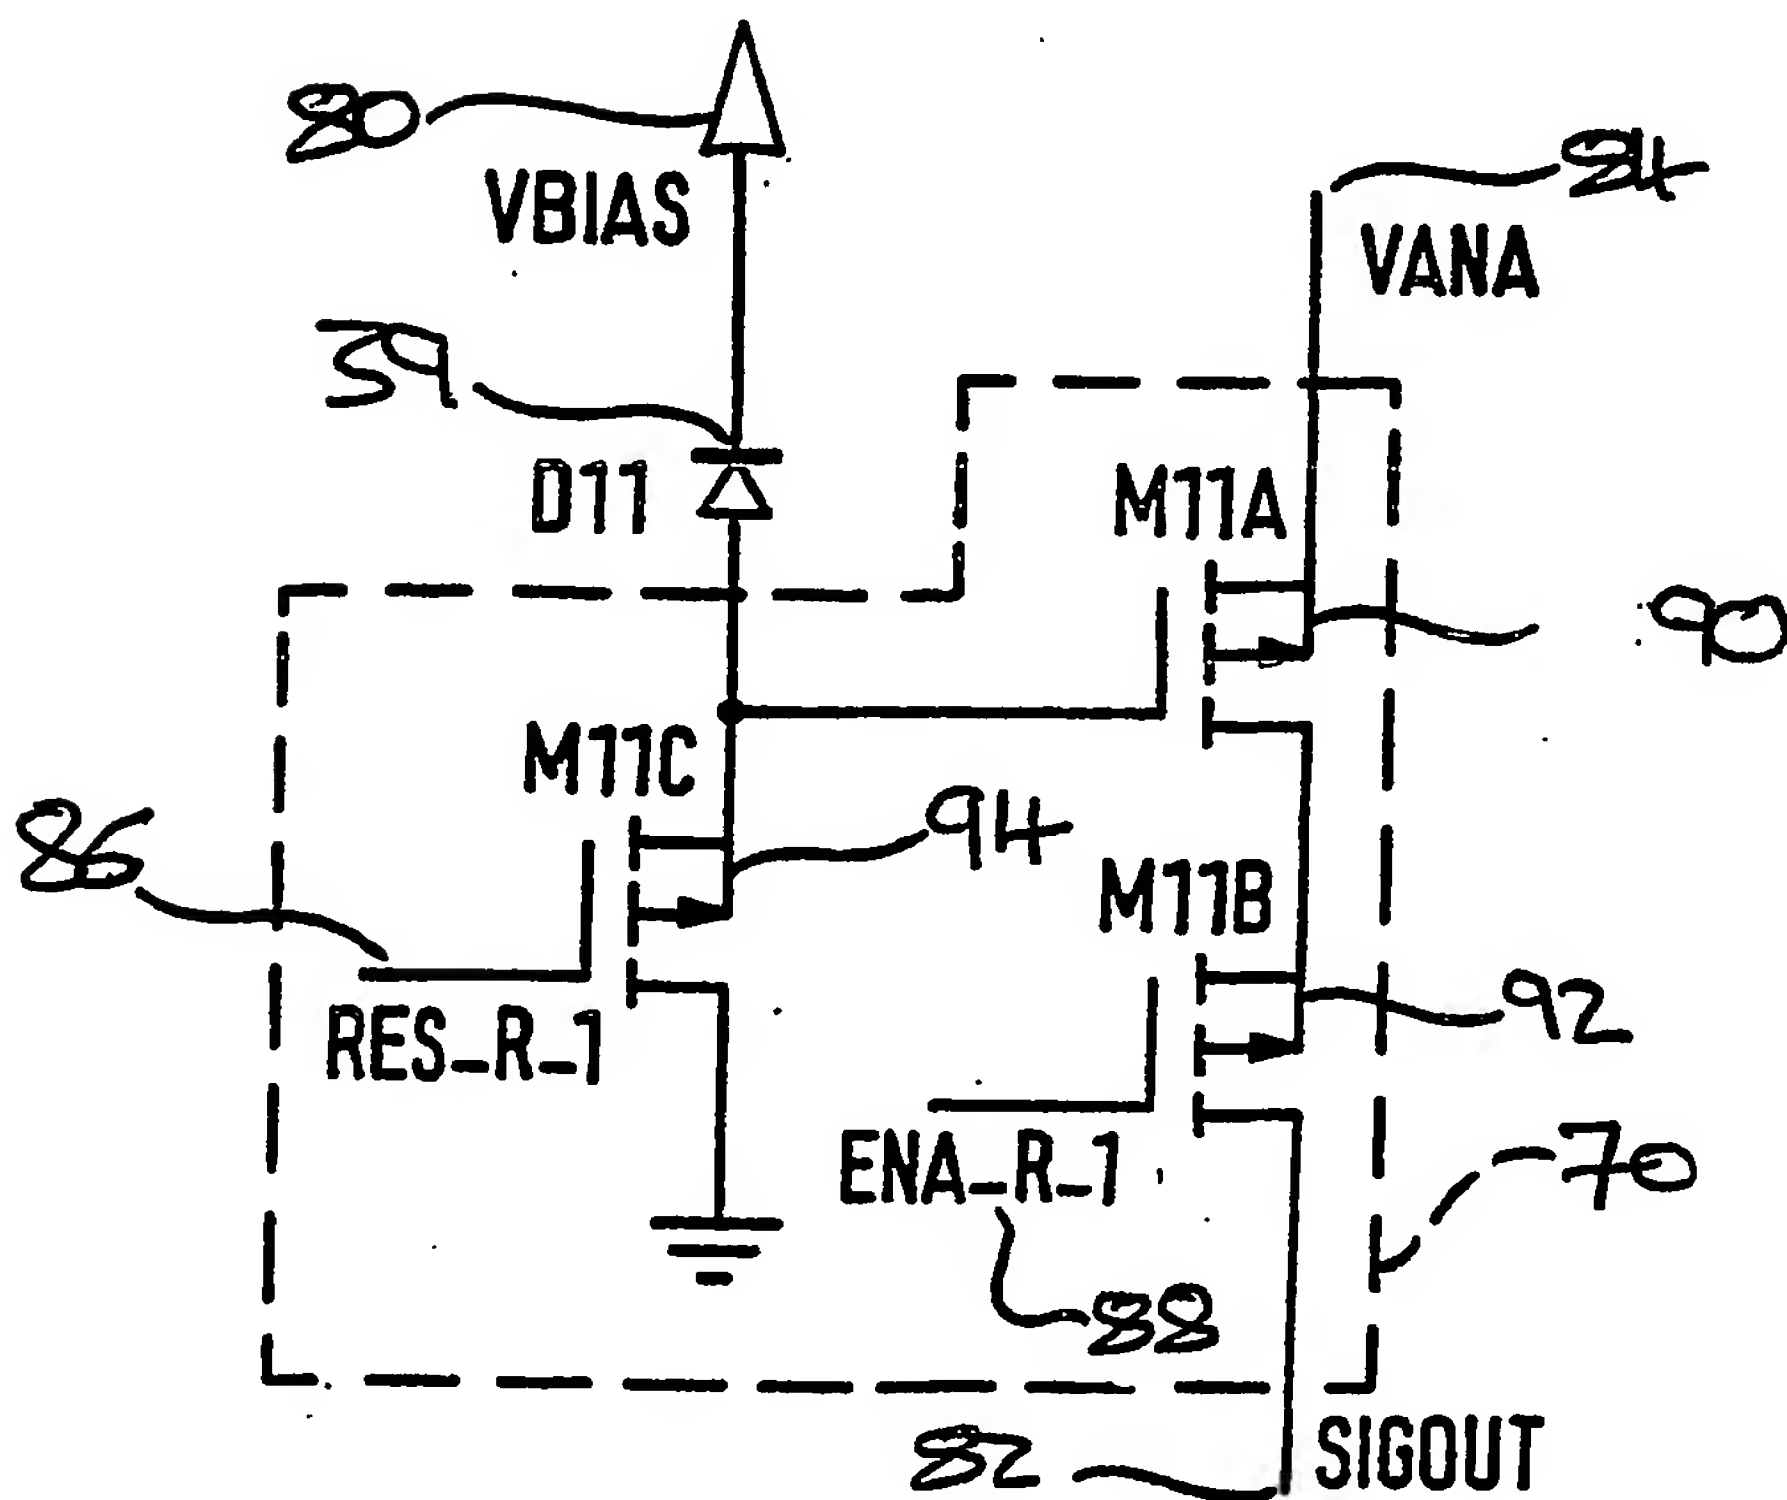 80
VBIAS
84
VANA
39
D11
M11A
90
M11C
94
86
M11B
RES_R_1
92
ENA_R_1
70
88
82
SIGOUT